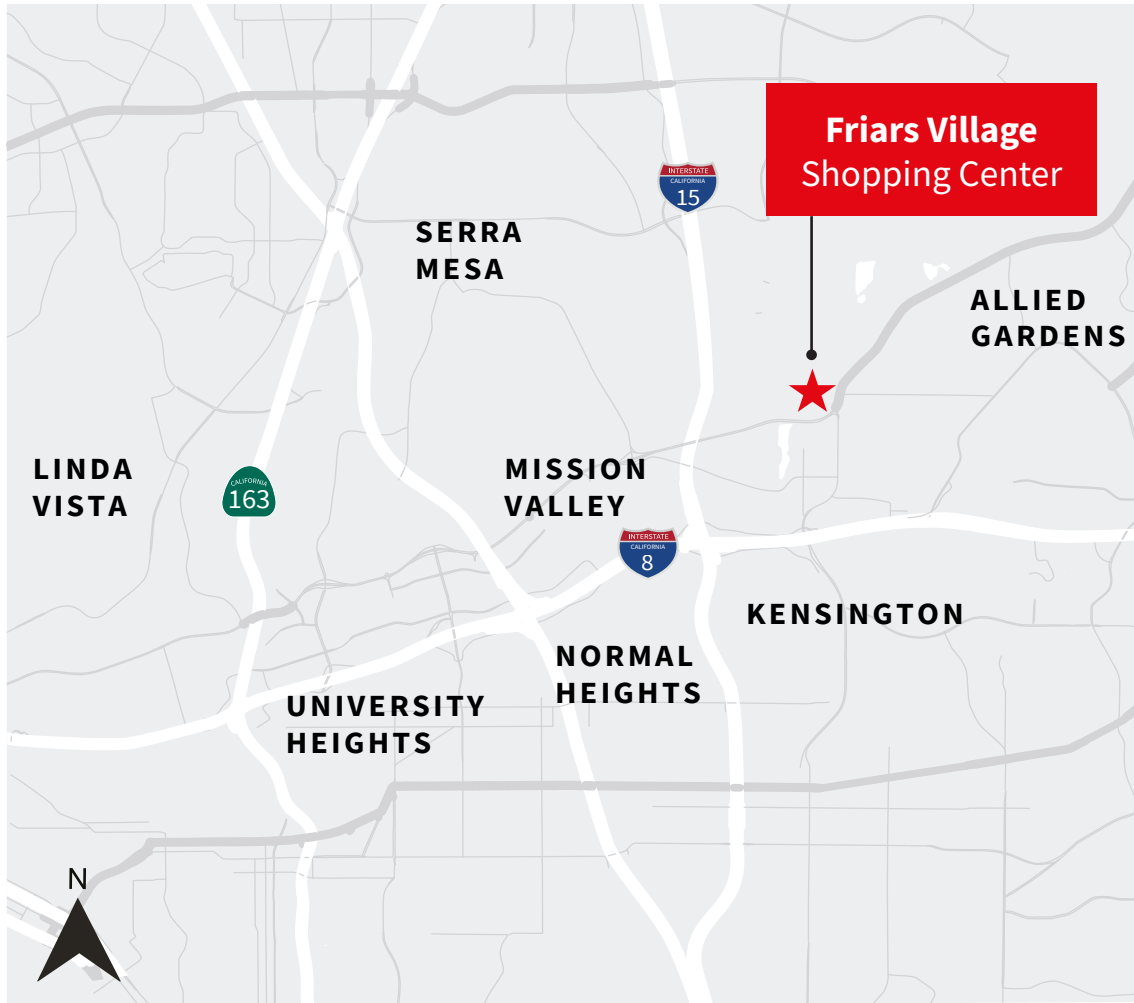 Friars Village
Shopping Center
INTERSTATE
CALIFORNIA
15
SERRA
MESA
ALLIED
GARDENS
LINDA
VISTA
CALIFORNIA
163
MISSION
VALLEY
INTERSTATE
CALIFORNIA
8
KENSINGTON
NORMAL
HEIGHTS
UNIVERSITY
HEIGHTS
N